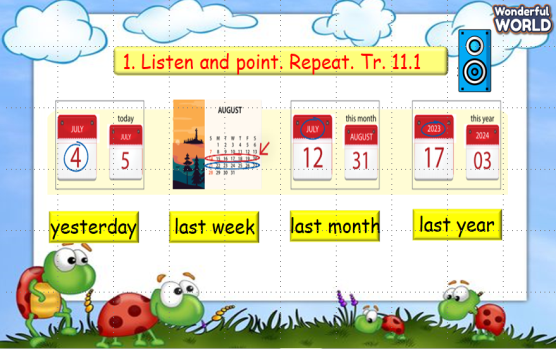 Wonderful
WORLD
1. Listen and point. Repeat. Tr. 11.1
JULY
4
today
JULY
5
AUGUST
S M T W T F S
JULY
12
this month
AUGUST
31
2023
17
this year
2024
03
yesterday
last week
last month
last year